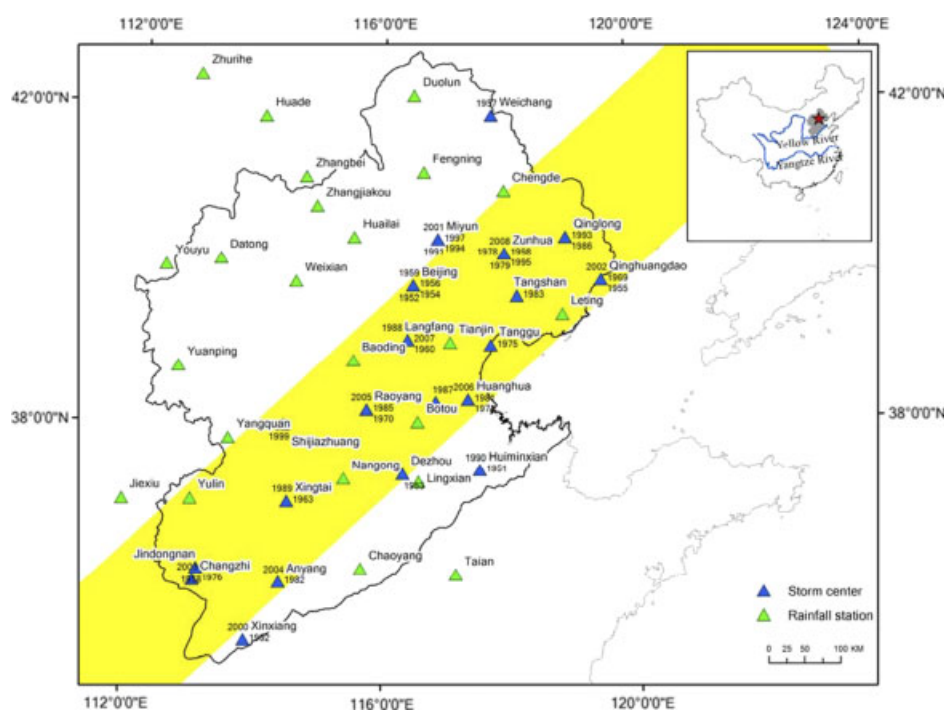 112°0'0"E 116°0'0"E 120°0'0"E 124°0'0"E
Zhurihe
42°0'0"N
Duolun
42°0'0"N
1957 Weichang
Huade
Yellow River
Yangtze River
Zhangbei
Fengning
Chengde
Zhangjiakou
Huailai
2001 Miyun
1997
1991 1994
2008 Zunhua
1978 1998
1979 1995
Qinglong
1993
1986
Youyu
Datong
Weixian
1959 Beijing
1956
1952 1954
Tangshan
1983
2002 Qinghuangdao
1969
1955
Leting
1988 Langfang
2007
1960
Tianjin
Tanggu
1975
Baoding
Yuanping
2005 Raoyang
1985
1970
1987
2006 Huanghua
Botou
38°0'0"N
38°0'0"N
Yangquan
1999
Shijiazhuang
Nangong
Dezhou
Lingxian
1990 Huiminxian
Jiexiu
Yulin
1989 Xingtai
1963
Jindongnan
Changzhi
1976
2004 Anyang
1982
Chaoyang
Taian
2000 Xinxiang
Storm center
Rainfall station
0 25 50 100 KM
112°0'0"E 116°0'0"E 120°0'0"E